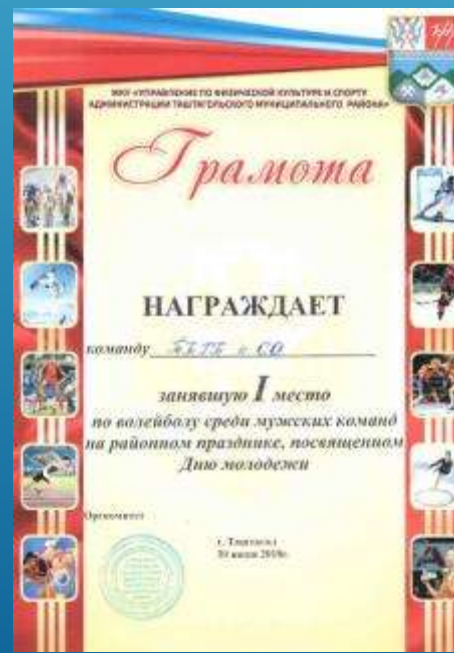 МКУ «УПРАВЛЕНИЕ ПО ФИЗИЧЕСКОЙ КУЛЬТУРЕ И СПОРТУ
АДМИНИСТРАЦИИ ТАШТАГОЛЬСКОГО МУНИЦИПАЛЬНОГО РАЙОНА»
Грамота
НАГРАЖДАЕТ
команду
занявшую I место
по волейболу среди мужских команд
на районном празднике, посвященном
Дню молодежи
Оргкомитет
г. Таштагол